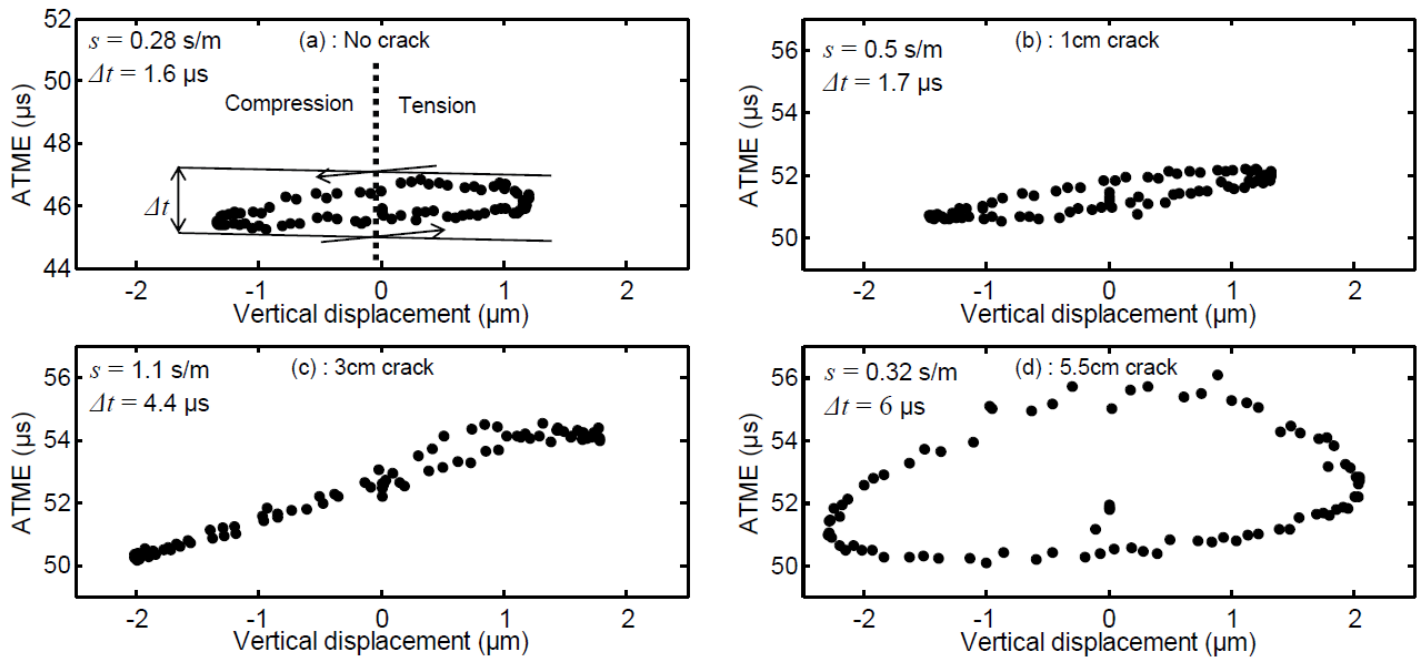 52
50
48
46
44
ATME (µs)
s = 0.28 s/m
Δt = 1.6 µs
(a) : No crack
Compression
Tension
Δt
-2 -1 0 1 2
Vertical displacement (µm)
56
54
52
50
ATME (µs)
s = 0.5 s/m
Δt = 1.7 µs
(b) : 1cm crack
-2 -1 0 1 2
Vertical displacement (µm)
56
54
52
50
ATME (µs)
s = 1.1 s/m
Δt = 4.4 µs
(c) : 3cm crack
-2 -1 0 1 2
Vertical displacement (µm)
56
54
52
50
ATME (µs)
s = 0.32 s/m
Δt = 6 µs
(d) : 5.5cm crack
-2 -1 0 1 2
Vertical displacement (µm)